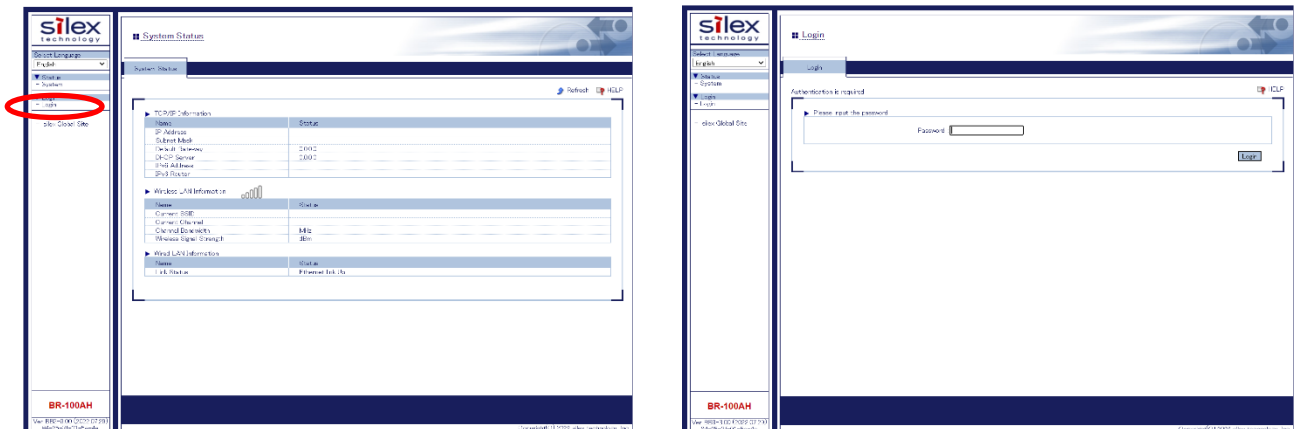 silex
technology
Select Language
English
Status
- System
- Login
silex Global Site
BR-100AH
System Status
System Status
Refresh HELP
TCP/IP Information
Name Status
IP Address
Subnet Mask
Default Gateway
DHCP Server
IPv6 Address
IPv6 Router
Wireless LAN Information
Name Status
Current SSID
Current Channel
Channel Bandwidth MHz
Wireless Signal Strength dBm
Wired LAN Information
Name Status
Link Status Ethernet link Up
silex
technology
Select Language
English
Status
- System
Login
- Login
silex Global Site
BR-100AH
Login
Login
Authentication is required
HELP
Please input the password
Password
Login